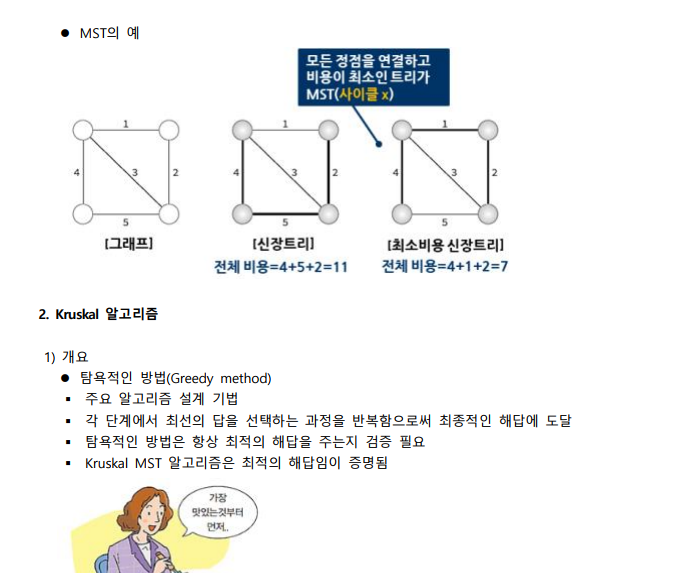 ● MST의 예
모든 정점을 연결하고
비용이 최소인 트리가
MST(사이클 x)
1
4
3
2
5
[그래프]
1
4
3
2
5
[신장트리]
전체 비용=4+5+2=11
1
4
3
2
5
[최소비용 신장트리]
전체 비용=4+1+2=7
2. Kruskal 알고리즘
1) 개요
● 탐욕적인 방법(Greedy method)
▪ 주요 알고리즘 설계 기법
▪ 각 단계에서 최선의 답을 선택하는 과정을 반복함으로써 최종적인 해답에 도달
▪ 탐욕적인 방법은 항상 최적의 해답을 주는지 검증 필요
▪ Kruskal MST 알고리즘은 최적의 해답임이 증명됨
가장
맛있는것부터
먼저..